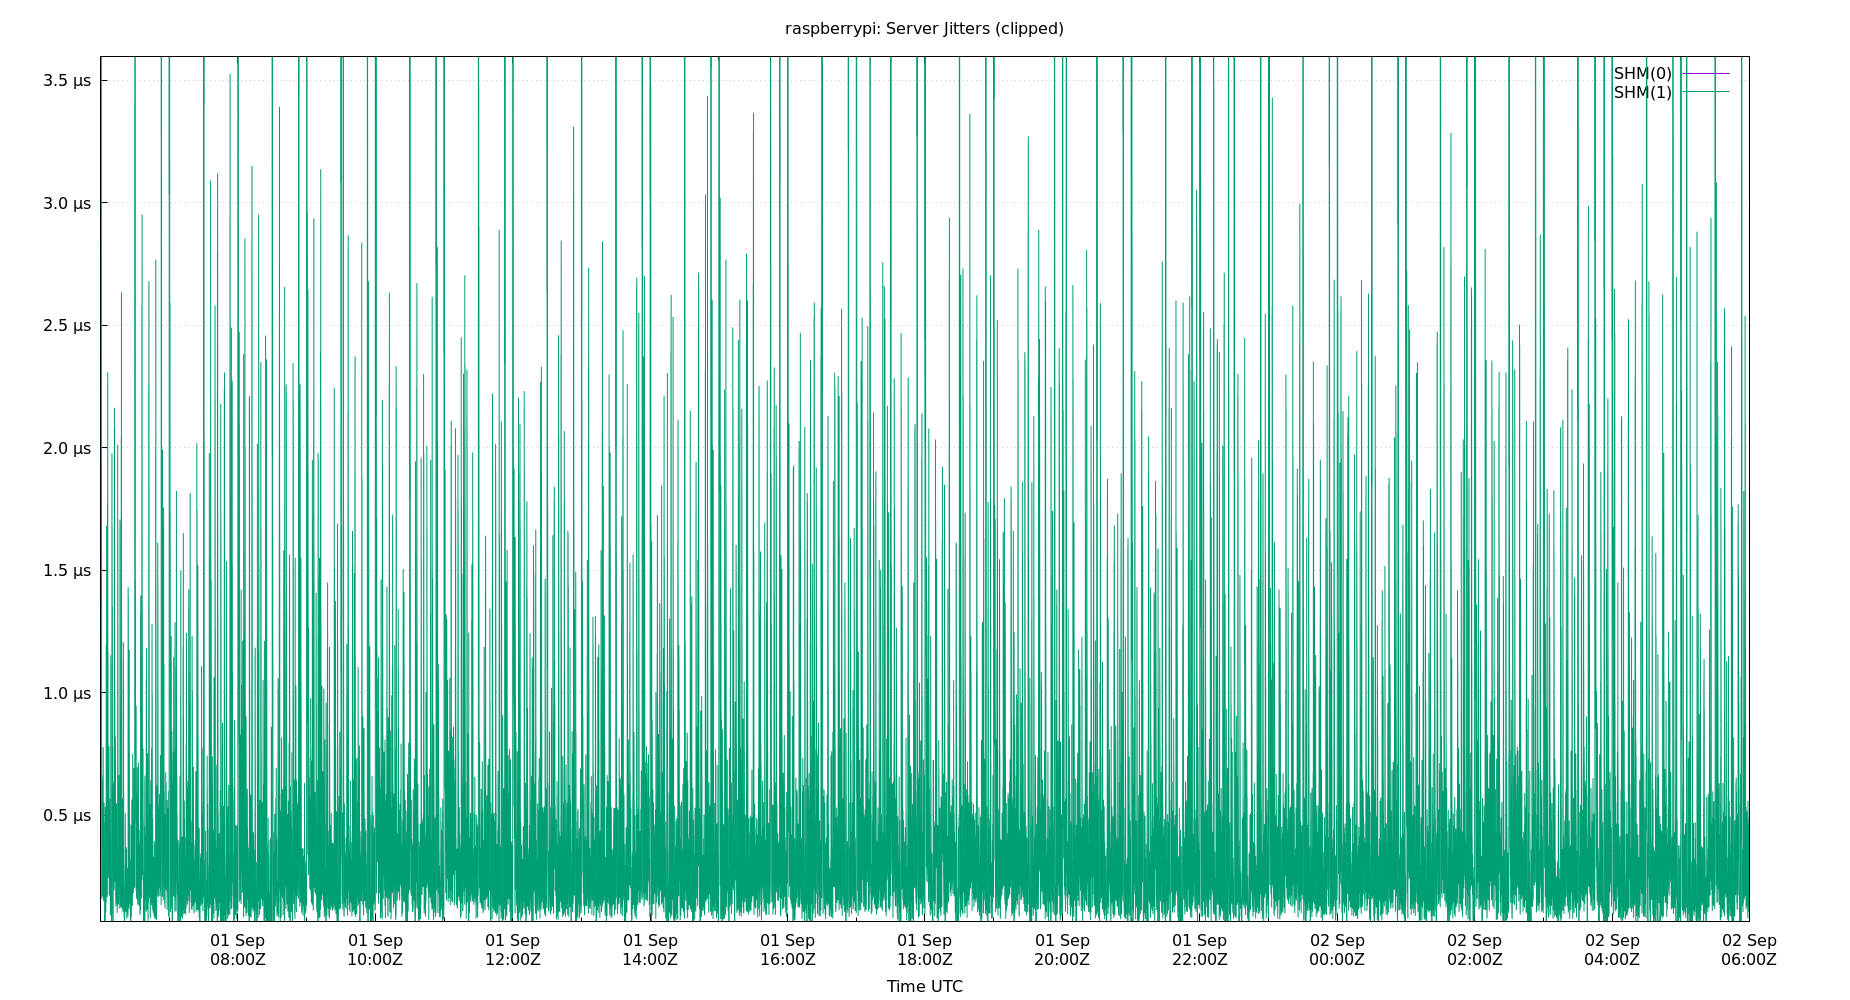 raspberrypi: Server Jitters (clipped)
SHM(0)
SHM(1)
3.5 µs
3.0 µs
2.5 µs
2.0 µs
1.5 µs
1.0 µs
0.5 µs
01 Sep 01 Sep 01 Sep 01 Sep 01 Sep 01 Sep 01 Sep 01 Sep 02 Sep 02 Sep 02 Sep 02 Sep
08:00Z 10:00Z 12:00Z 14:00Z 16:00Z 18:00Z 20:00Z 22:00Z 00:00Z 02:00Z 04:00Z 06:00Z
Time UTC